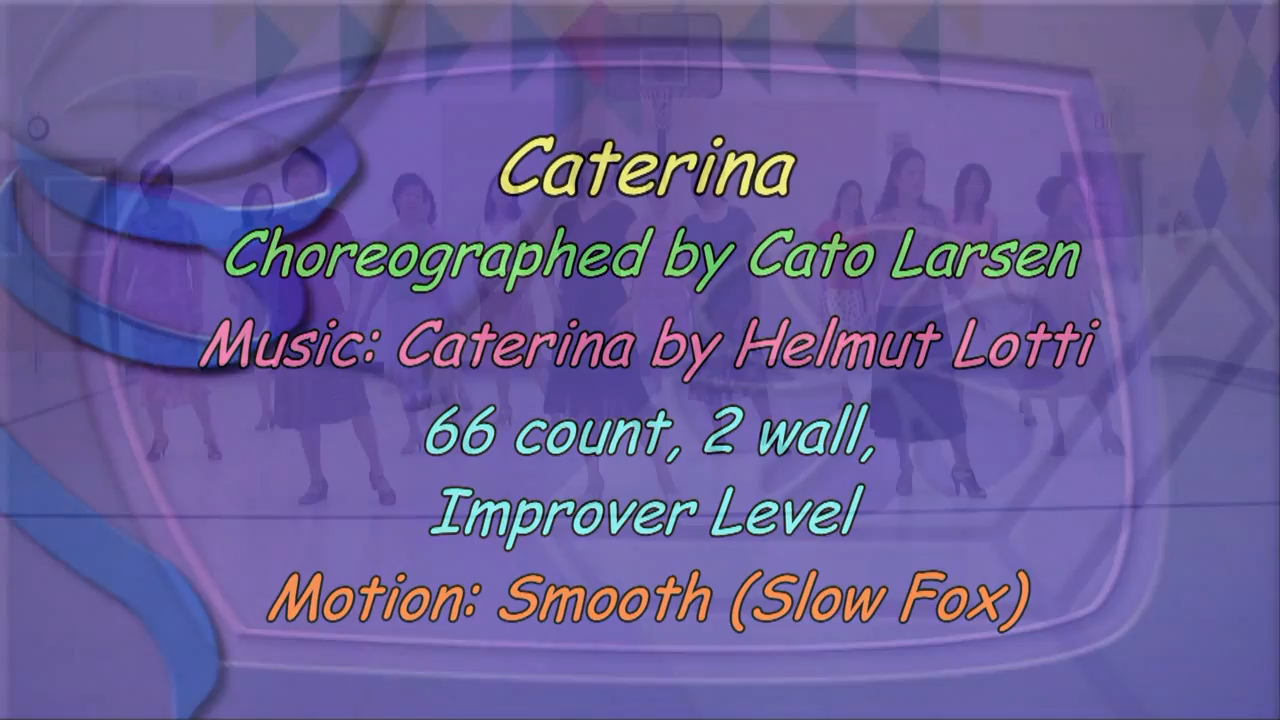 Caterina
Choreographed by Cato Larsen
Music: Caterina by Helmut Lotti
66 count, 2 wall,
Improver Level
Motion: Smooth (Slow Fox)